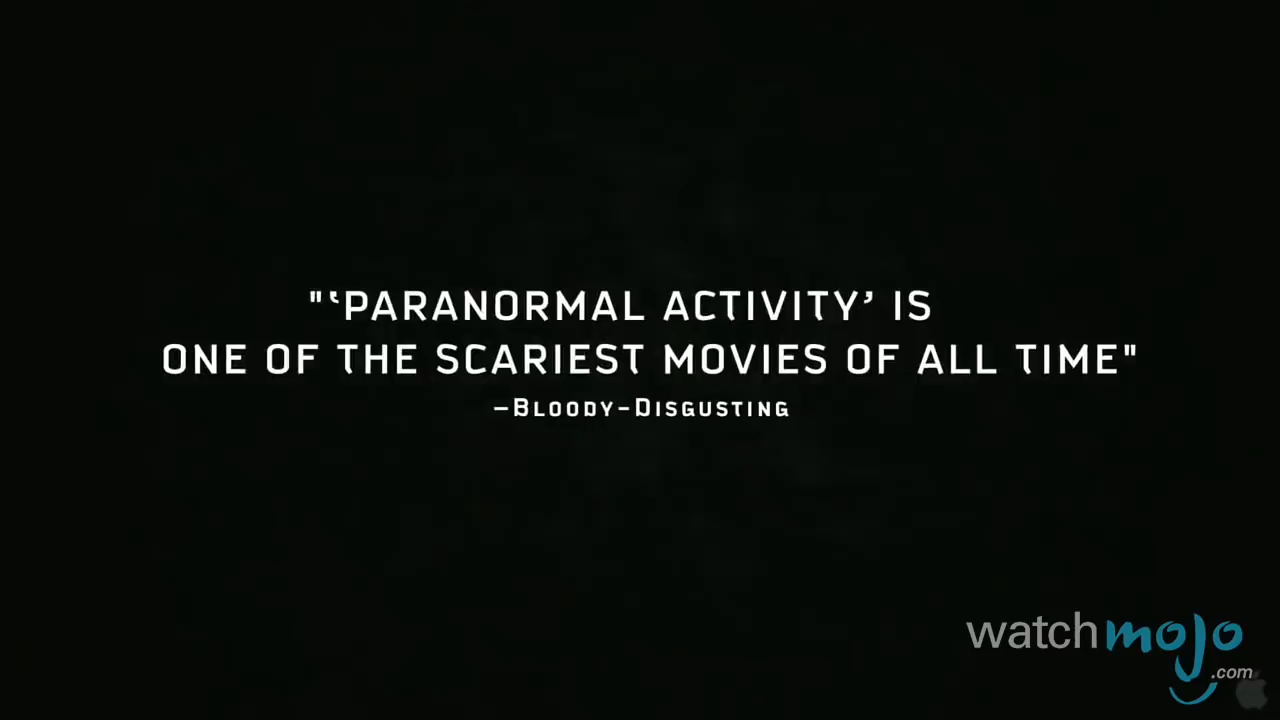 "‘PARANORMAL ACTIVITY’ IS
ONE OF THE SCARIEST MOVIES OF ALL TIME"
–BLOODY-DISGUSTING
watchmojo
.com